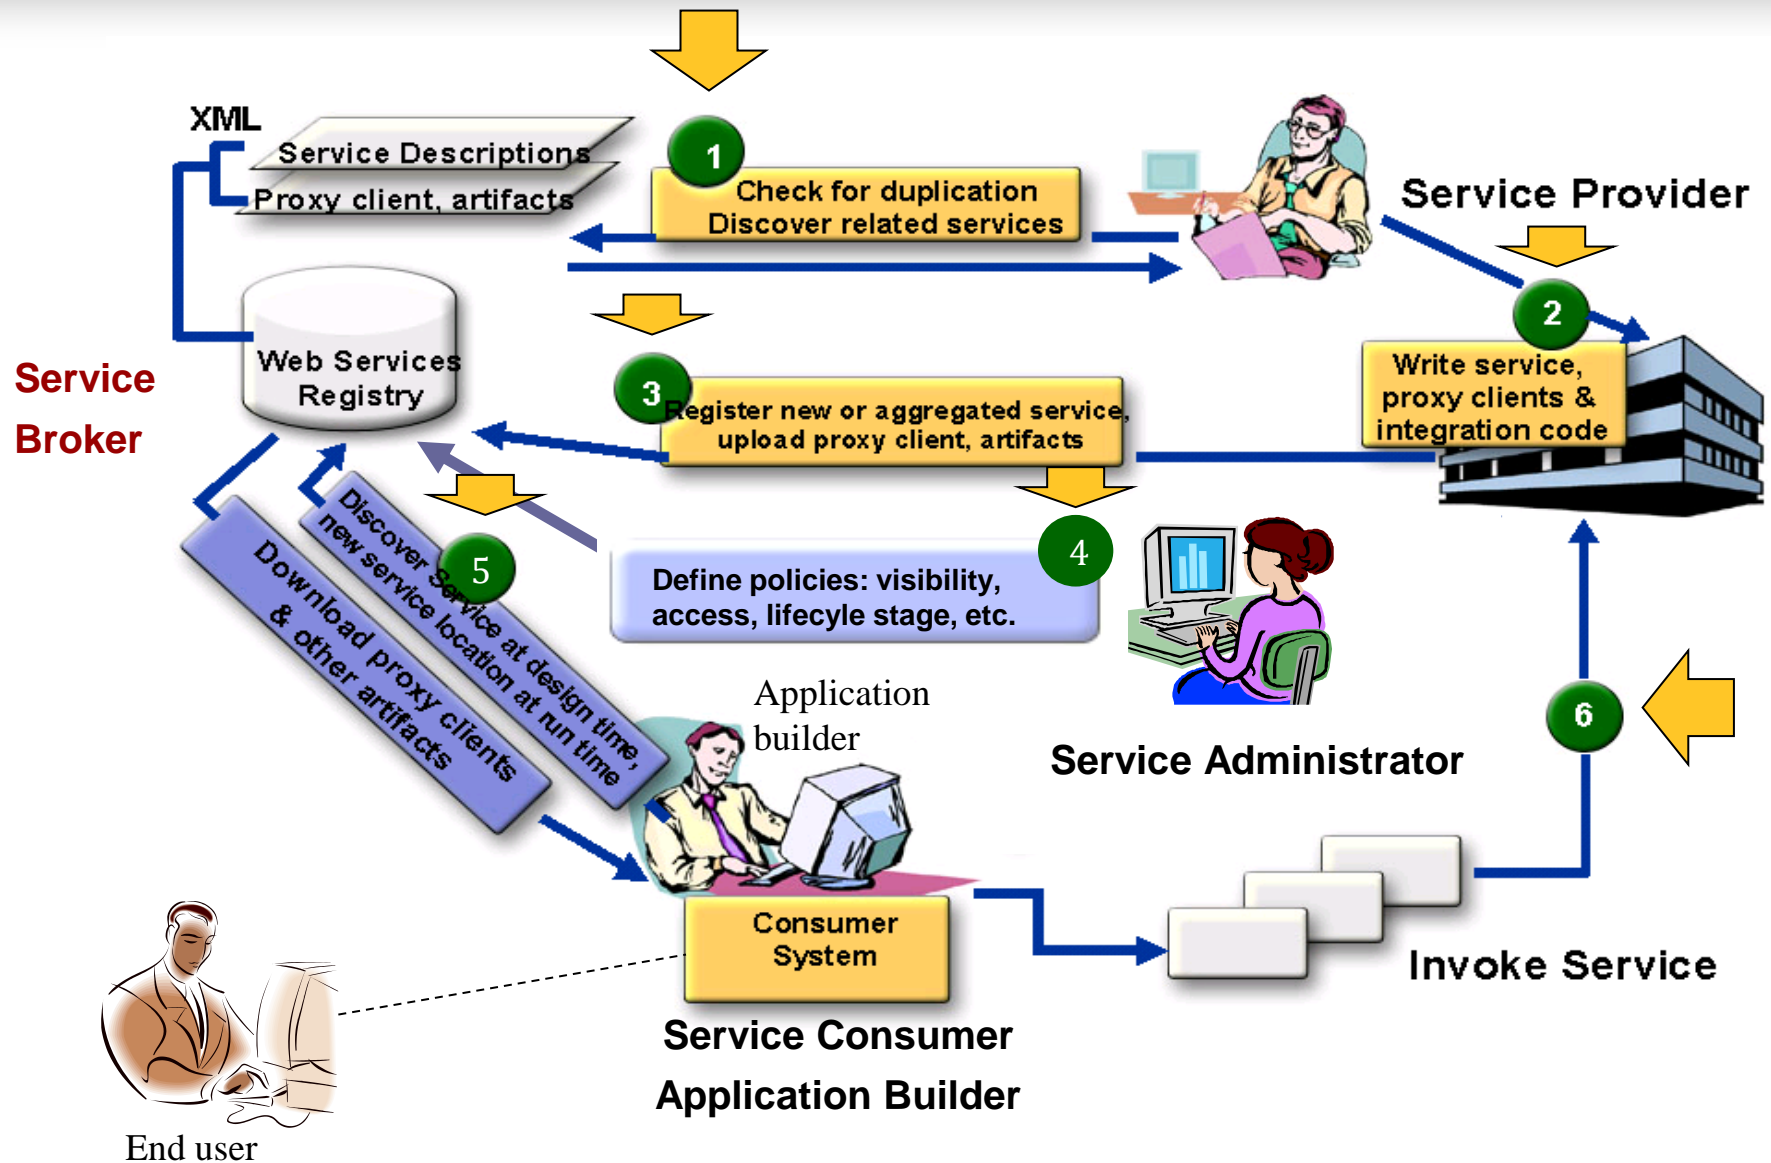 XML
Service Descriptions
Proxy client, artifacts
1
Check for duplication
Discover related services
Service Provider
2
Write service,
proxy clients &
integration code
Web Services
Registry
Service
Broker
3
Register new or aggregated service,
upload proxy client, artifacts
4
Define policies: visibility,
access, lifecyle stage, etc.
Service Administrator
5
Discover Service at design time,
new service location at run time
Download proxy clients
& other artifacts
Application
builder
6
Consumer
System
Invoke Service
Service Consumer
Application Builder
End user